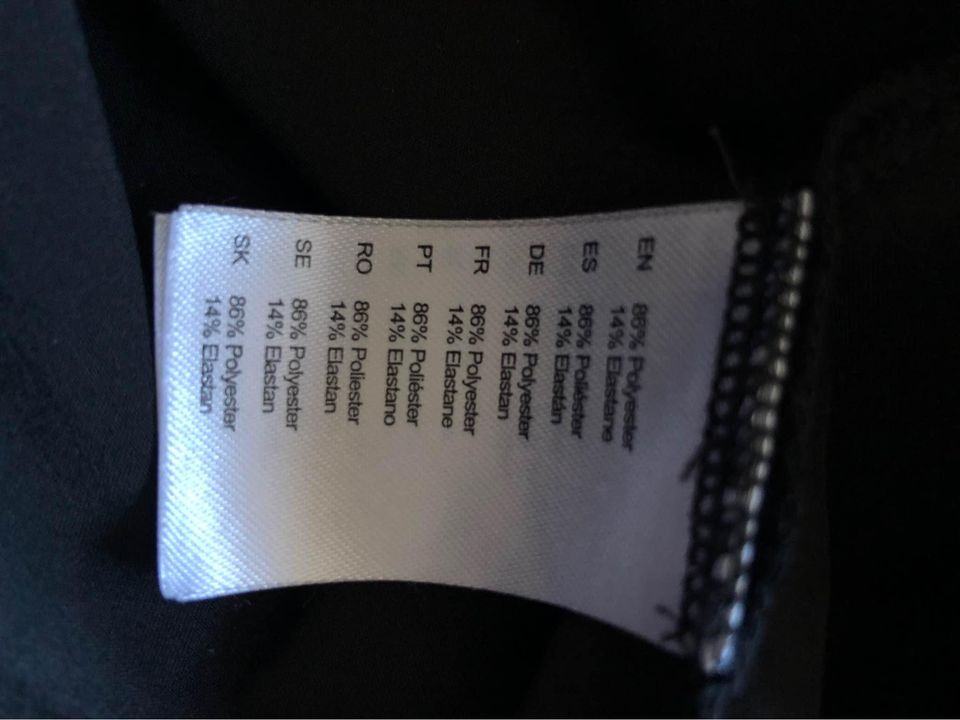 EN 86% Polyester
14% Elastane
ES 86% Poliéster
14% Elastán
DE 86% Polyester
14% Elastan
FR 86% Polyester
14% Elastane
PT 86% Poliéster
14% Elastano
RO 86% Poliester
14% Elastan
SE 86% Polyester
14% Elastan
SK 86% Polyester
14% Elastan